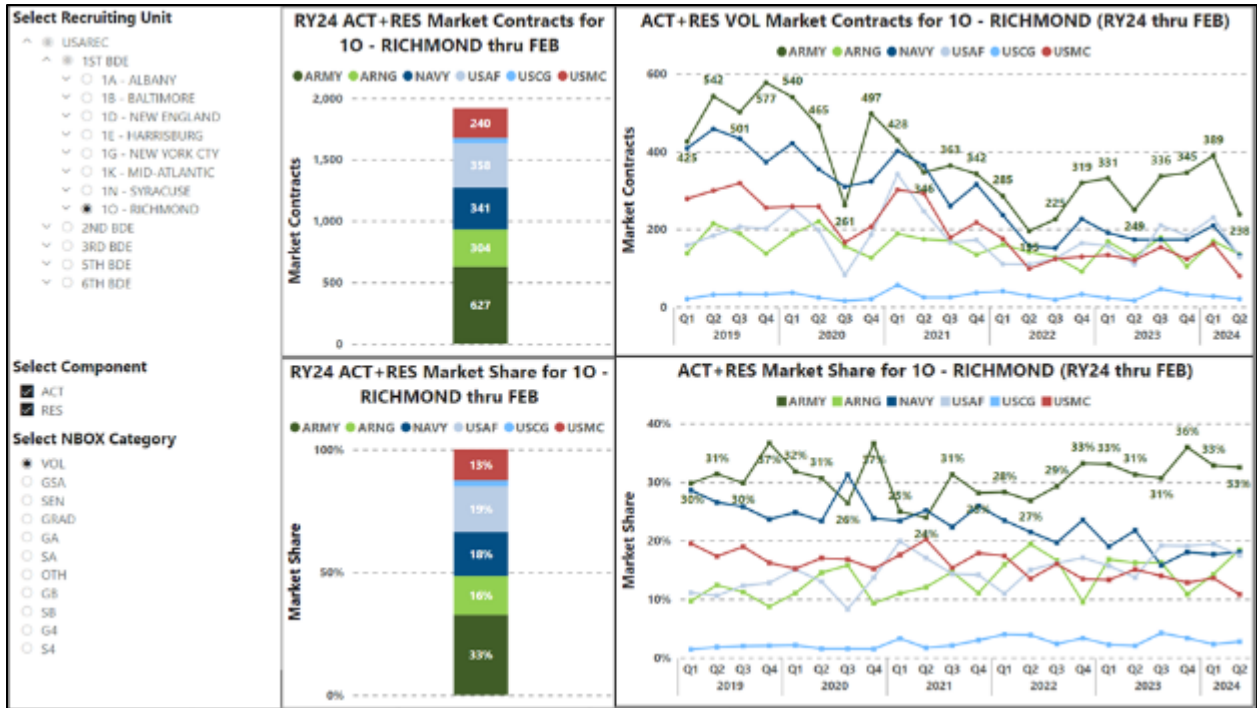 Select Recruiting Unit
USAREC
1ST BDE
1A - ALBANY
1B - BALTIMORE
1D - NEW ENGLAND
1E - HARRISBURG
1G - NEW YORK CTY
1K - MID-ATLANTIC
1N - SYRACUSE
1O - RICHMOND
2ND BDE
3RD BDE
5TH BDE
6TH BDE
Select Component
ACT
RES
Select NBOX Category
VOL
GSA
SEN
GRAD
GA
SA
OTH
GB
SB
G4
S4
RY24 ACT+RES Market Contracts for
1O - RICHMOND thru FEB
ARMY ARNG NAVY USAF USCG USMC
Market Contracts
2,000
1,500
1,000
500
0
240
358
341
304
627
ACT+RES VOL Market Contracts for 1O - RICHMOND (RY24 thru FEB)
ARMY ARNG NAVY USAF USCG USMC
Market Contracts
600
400
200
0
425 542 501 577 540 465 261 497 428 346 363 342 285 195 225 319 331 249 336 345 389 238
Q1 Q2 Q3 Q4 Q1 Q2 Q3 Q4 Q1 Q2 Q3 Q4 Q1 Q2 Q3 Q4 Q1 Q2 Q3 Q4 Q1 Q2
2019 2020 2021 2022 2023 2024
RY24 ACT+RES Market Share for 1O -
RICHMOND thru FEB
ARMY ARNG NAVY USAF USCG USMC
Market Share
100%
50%
0%
13%
19%
18%
16%
33%
ACT+RES Market Share for 1O - RICHMOND (RY24 thru FEB)
ARMY ARNG NAVY USAF USCG USMC
Market Share
40%
30%
20%
10%
0%
30% 31% 30% 37% 32% 31% 26% 37% 25% 24% 31% 28% 27% 29% 33% 33% 31% 31% 36% 33% 33%
Q1 Q2 Q3 Q4 Q1 Q2 Q3 Q4 Q1 Q2 Q3 Q4 Q1 Q2 Q3 Q4 Q1 Q2 Q3 Q4 Q1 Q2
2019 2020 2021 2022 2023 2024